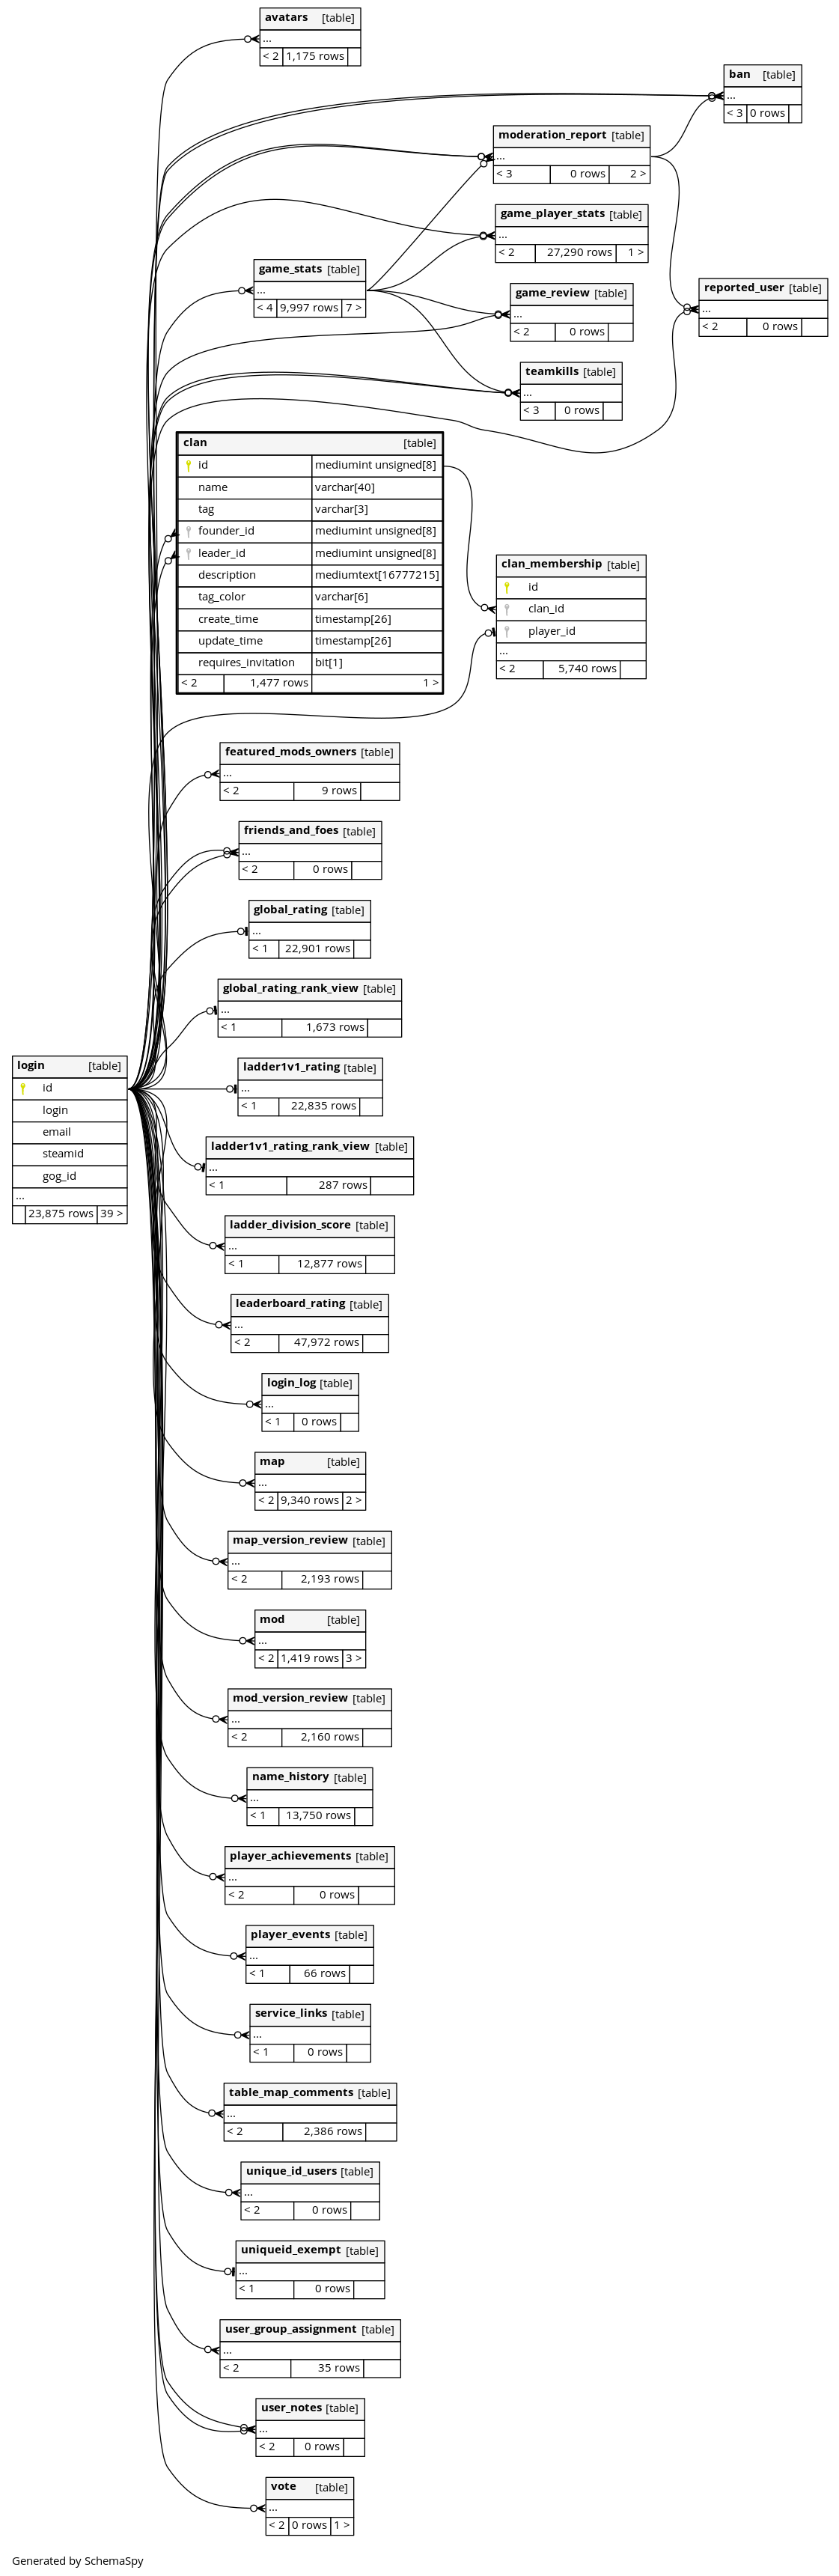 avatars [table]
...
< 2 1,175 rows
ban [table]
...
< 3 0 rows
moderation_report [table]
...
< 3 0 rows 2 >
game_player_stats [table]
...
< 2 27,290 rows 1 >
game_stats [table]
...
< 4 9,997 rows 7 >
reported_user [table]
...
< 2 0 rows
game_review [table]
...
< 2 0 rows
teamkills [table]
...
< 3 0 rows
clan [table]
id mediumint unsigned[8]
name varchar[40]
tag varchar[3]
founder_id mediumint unsigned[8]
leader_id mediumint unsigned[8]
description mediumtext[16777215]
tag_color varchar[6]
create_time timestamp[26]
update_time timestamp[26]
requires_invitation bit[1]
< 2 1,477 rows 1 >
clan_membership [table]
id
clan_id
player_id
...
< 2 5,740 rows
featured_mods_owners [table]
...
< 2 9 rows
friends_and_foes [table]
...
< 2 0 rows
global_rating [table]
...
< 1 22,901 rows
global_rating_rank_view [table]
...
< 1 1,673 rows
login [table]
id
login
email
steamid
gog_id
...
23,875 rows 39 >
ladder1v1_rating [table]
...
< 1 22,835 rows
ladder1v1_rating_rank_view [table]
...
< 1 287 rows
ladder_division_score [table]
...
< 1 12,877 rows
leaderboard_rating [table]
...
< 2 47,972 rows
login_log [table]
...
< 1 0 rows
map [table]
...
< 2 9,340 rows 2 >
map_version_review [table]
...
< 2 2,193 rows
mod [table]
...
< 2 1,419 rows 3 >
mod_version_review [table]
...
< 2 2,160 rows
name_history [table]
...
< 1 13,750 rows
player_achievements [table]
...
< 2 0 rows
player_events [table]
...
< 1 66 rows
service_links [table]
...
< 1 0 rows
table_map_comments [table]
...
< 2 2,386 rows
unique_id_users [table]
...
< 2 0 rows
uniqueid_exempt [table]
...
< 1 0 rows
user_group_assignment [table]
...
< 2 35 rows
user_notes [table]
...
< 2 0 rows
vote [table]
...
< 2 0 rows 1 >
Generated by SchemaSpy